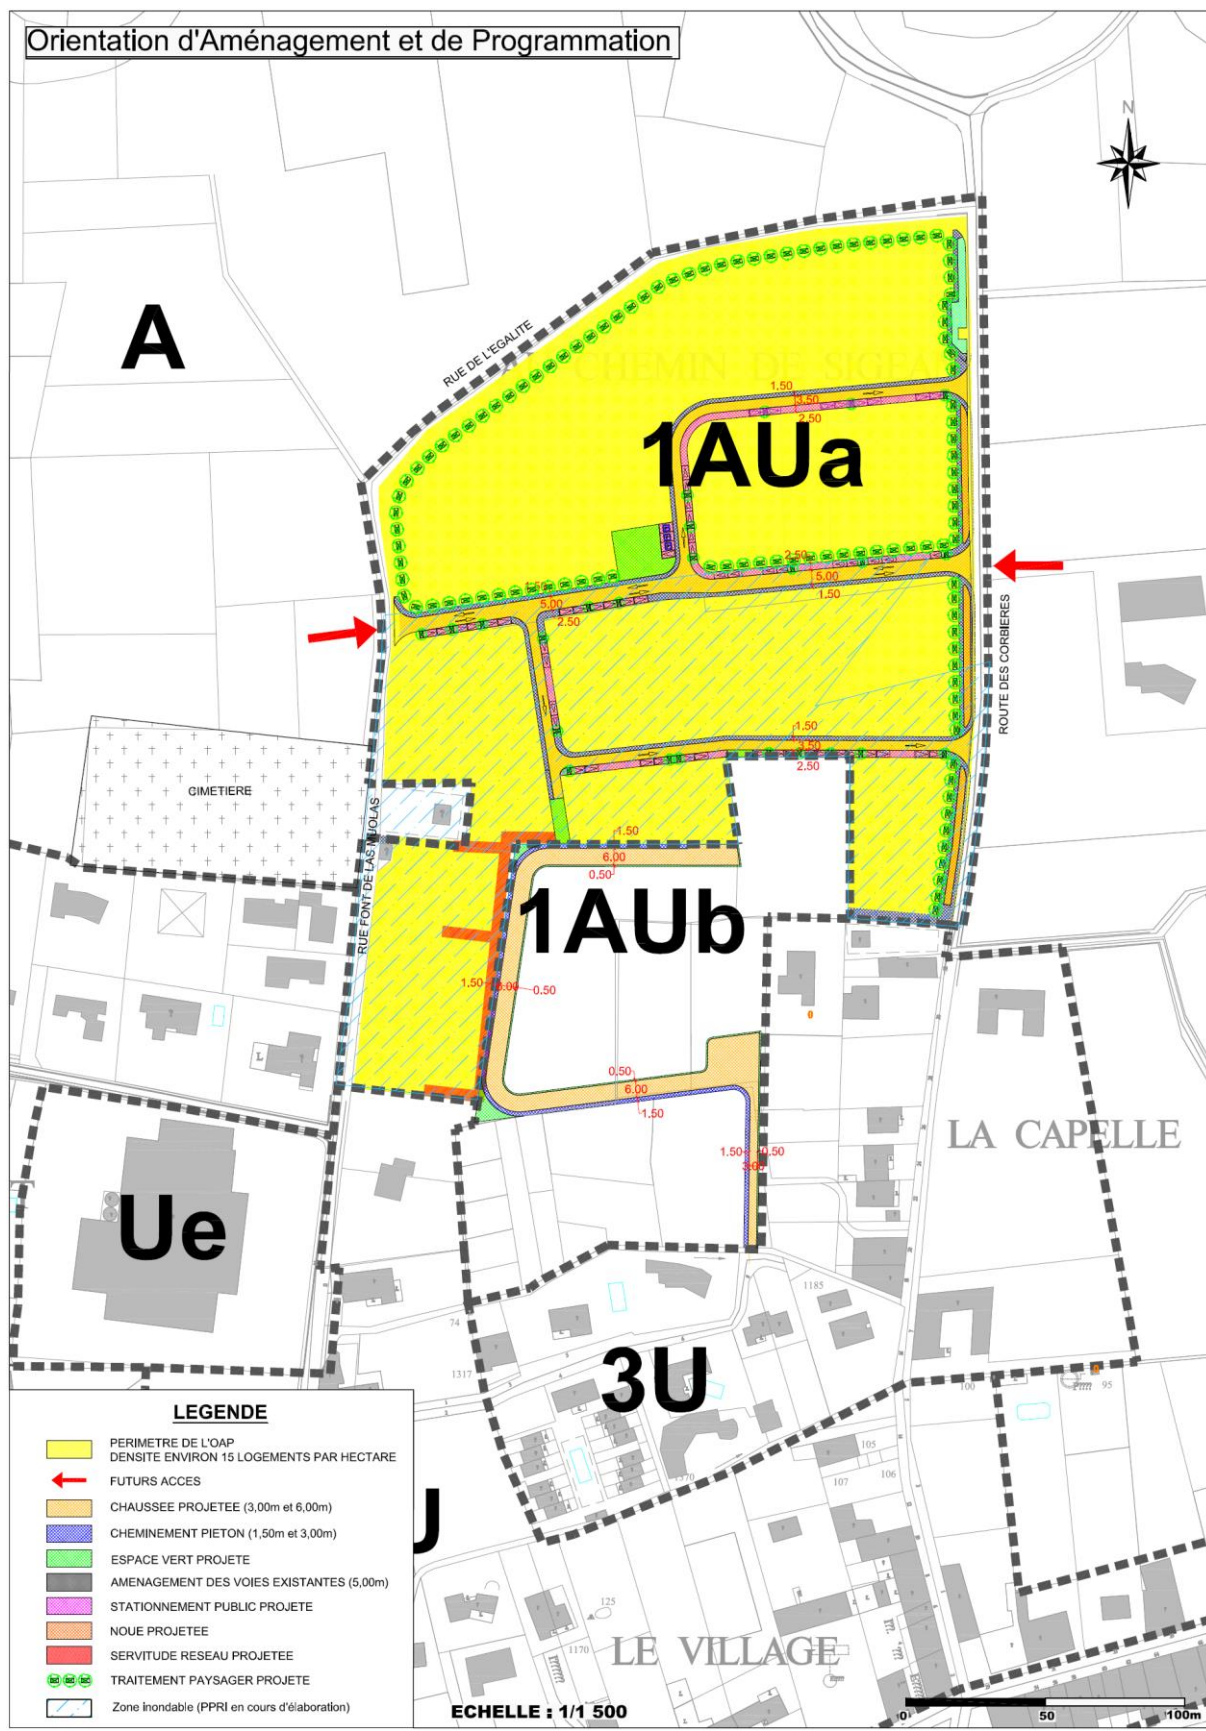 Orientation d'Aménagement et de Programmation
N
A
RUE DE L'EGALITE
CHEMIN DE SIGEA
1.50
3.50
2.50
1AUa
2.50
5.00
1.50
1.50
5.00
2.50
ROUTE DES CORBIERES
1.50
3.50
2.50
CIMETIERE
RUE FONT DE LAS MUOLAS
1.50
6.00
0.50
1AUb
1.50
6.00
0.50
0
L
0.50
6.00
1.50
LA CAPELLE
1.50
0.50
3.00
Ue
1185
74
1317
3U
100
95
105
107
106
1370
U
125
1170
LE VILLAGE
LEGENDE
PERIMETRE DE L'OAP
DENSITE ENVIRON 15 LOGEMENTS PAR HECTARE
FUTURS ACCES
CHAUSSEE PROJETEE (3,00m et 6,00m)
CHEMINEMENT PIETON (1,50m et 3,00m)
ESPACE VERT PROJETE
AMENAGEMENT DES VOIES EXISTANTES (5,00m)
STATIONNEMENT PUBLIC PROJETE
NOUE PROJETEE
SERVITUDE RESEAU PROJETEE
TRAITEMENT PAYSAGER PROJETE
Zone inondable (PPRI en cours d'élaboration)
ECHELLE : 1/1 500
0 50 100m